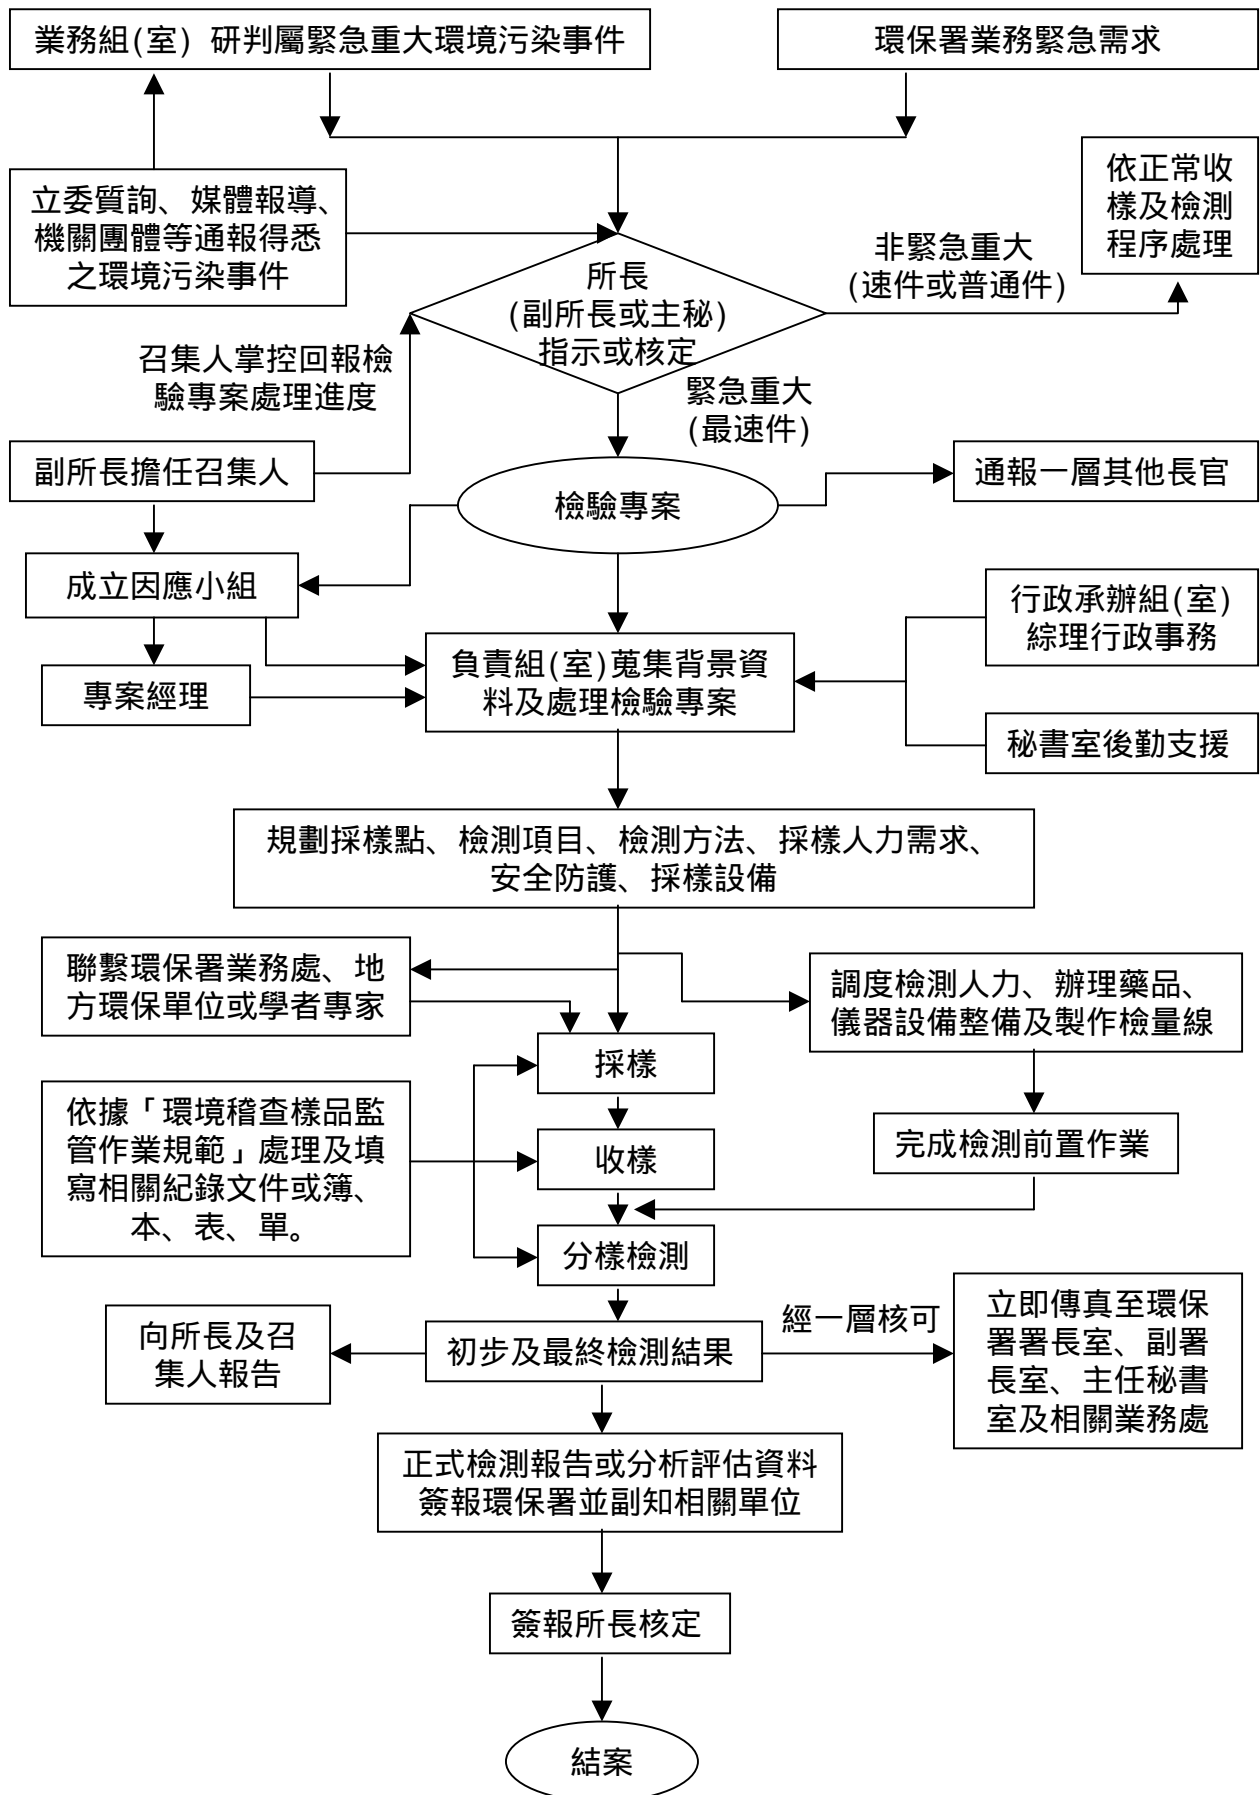 業務組(室) 研判屬緊急重大環境污染事件
環保署業務緊急需求
立委質詢、媒體報導、
機關團體等通報得悉
之環境污染事件
依正常收
樣及檢測
程序處理
所長
(副所長或主秘)
指示或核定
非緊急重大
(速件或普通件)
召集人掌控回報檢
驗專案處理進度
緊急重大
(最速件)
副所長擔任召集人
檢驗專案
通報一層其他長官
成立因應小組
行政承辦組(室)
綜理行政事務
專案經理
負責組(室)蒐集背景資
料及處理檢驗專案
秘書室後勤支援
規劃採樣點、檢測項目、檢測方法、採樣人力需求、
安全防護、採樣設備
聯繫環保署業務處、地
方環保單位或學者專家
調度檢測人力、辦理藥品、
儀器設備整備及製作檢量線
採樣
依據「環境稽查樣品監
管作業規範」處理及填
寫相關紀錄文件或簿、
本、表、單。
收樣
完成檢測前置作業
分樣檢測
向所長及召
集人報告
初步及最終檢測結果
經一層核可
立即傳真至環保
署署長室、副署
長室、主任秘書
室及相關業務處
正式檢測報告或分析評估資料
簽報環保署並副知相關單位
簽報所長核定
結案